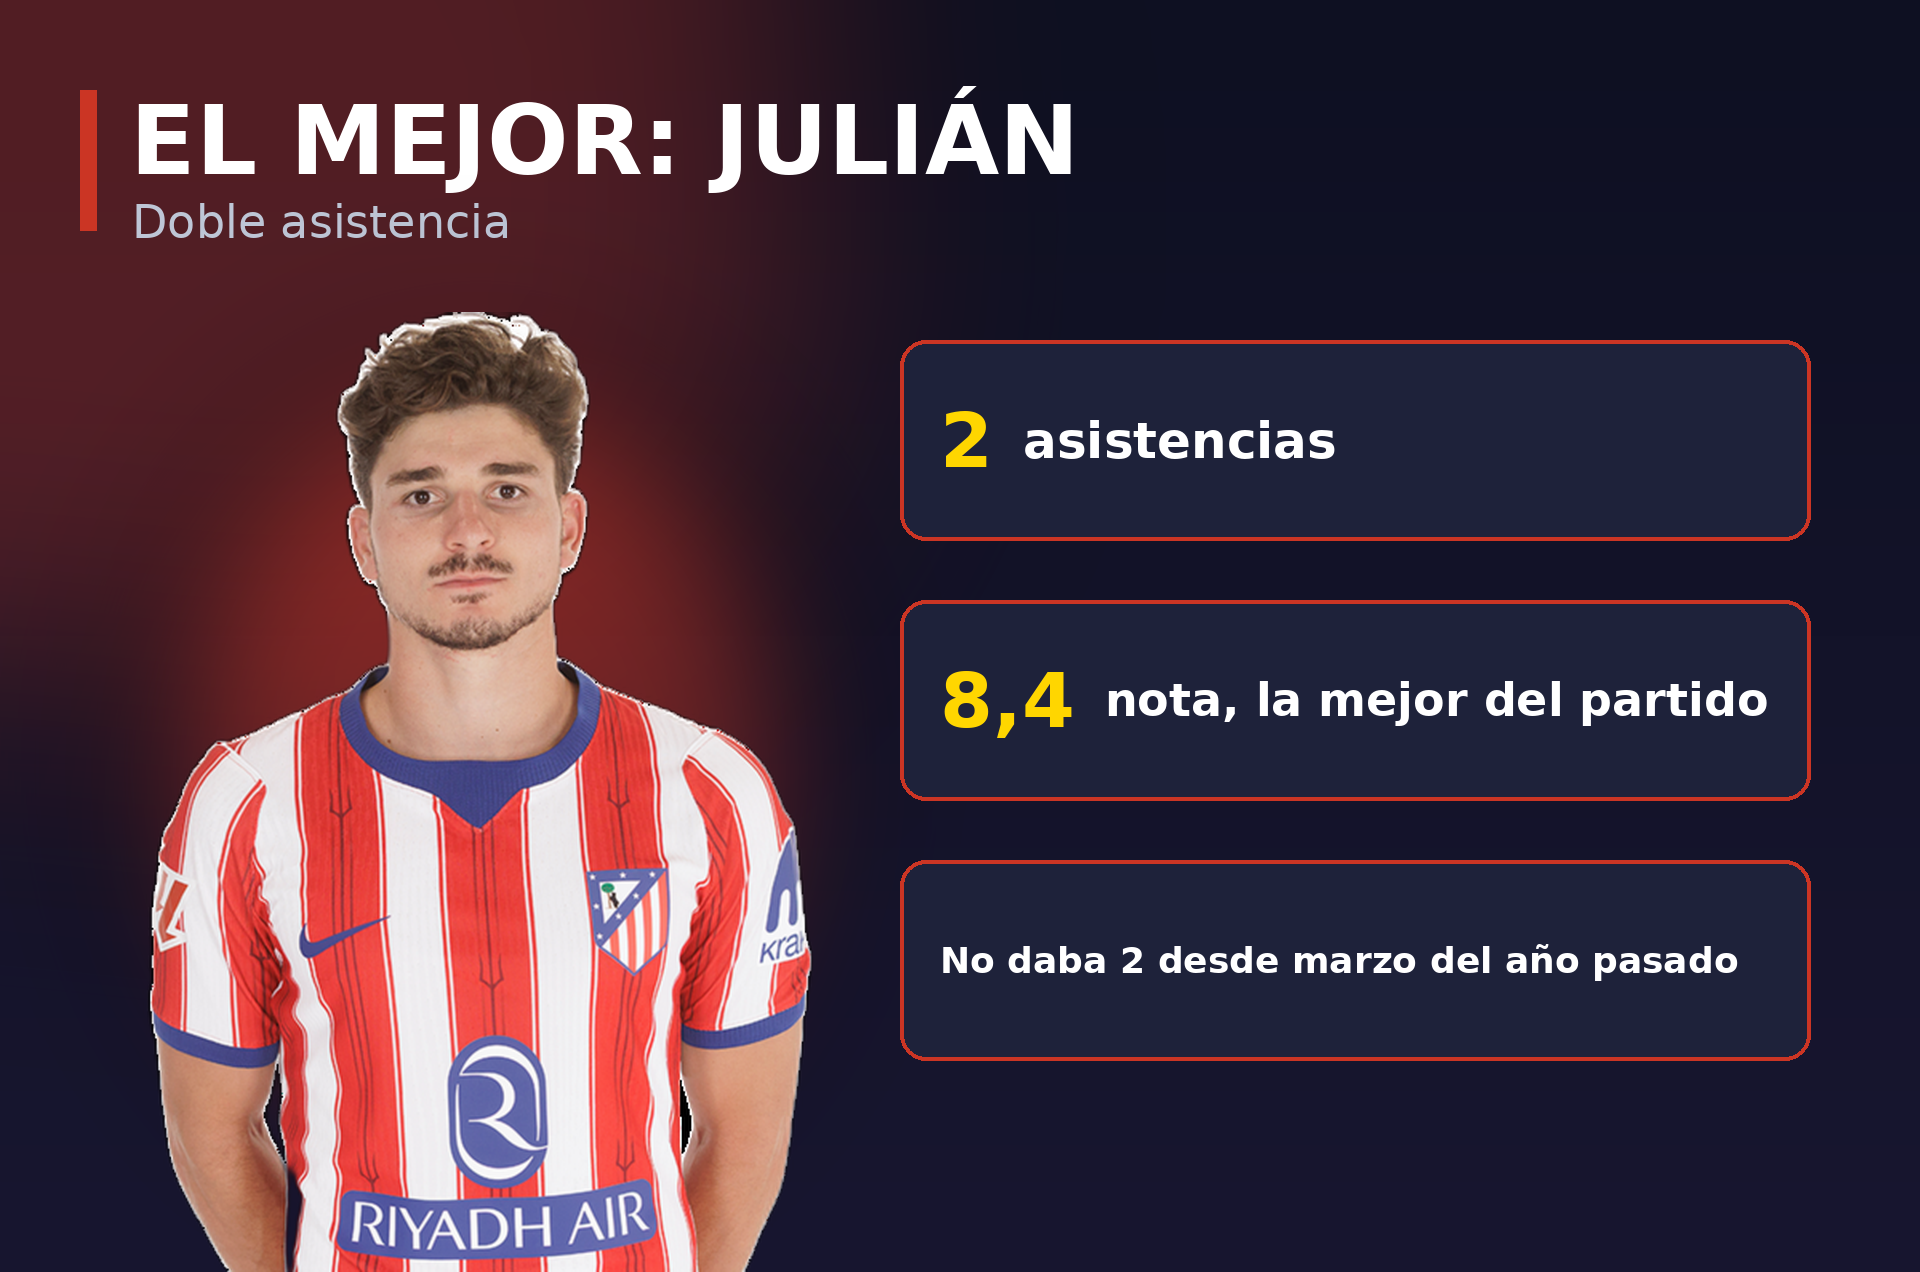 EL MEJOR: JULIÁN
Doble asistencia
2 asistencias
8,4 nota, la mejor del partido
No daba 2 desde marzo del año pasado
RIYADH AIR